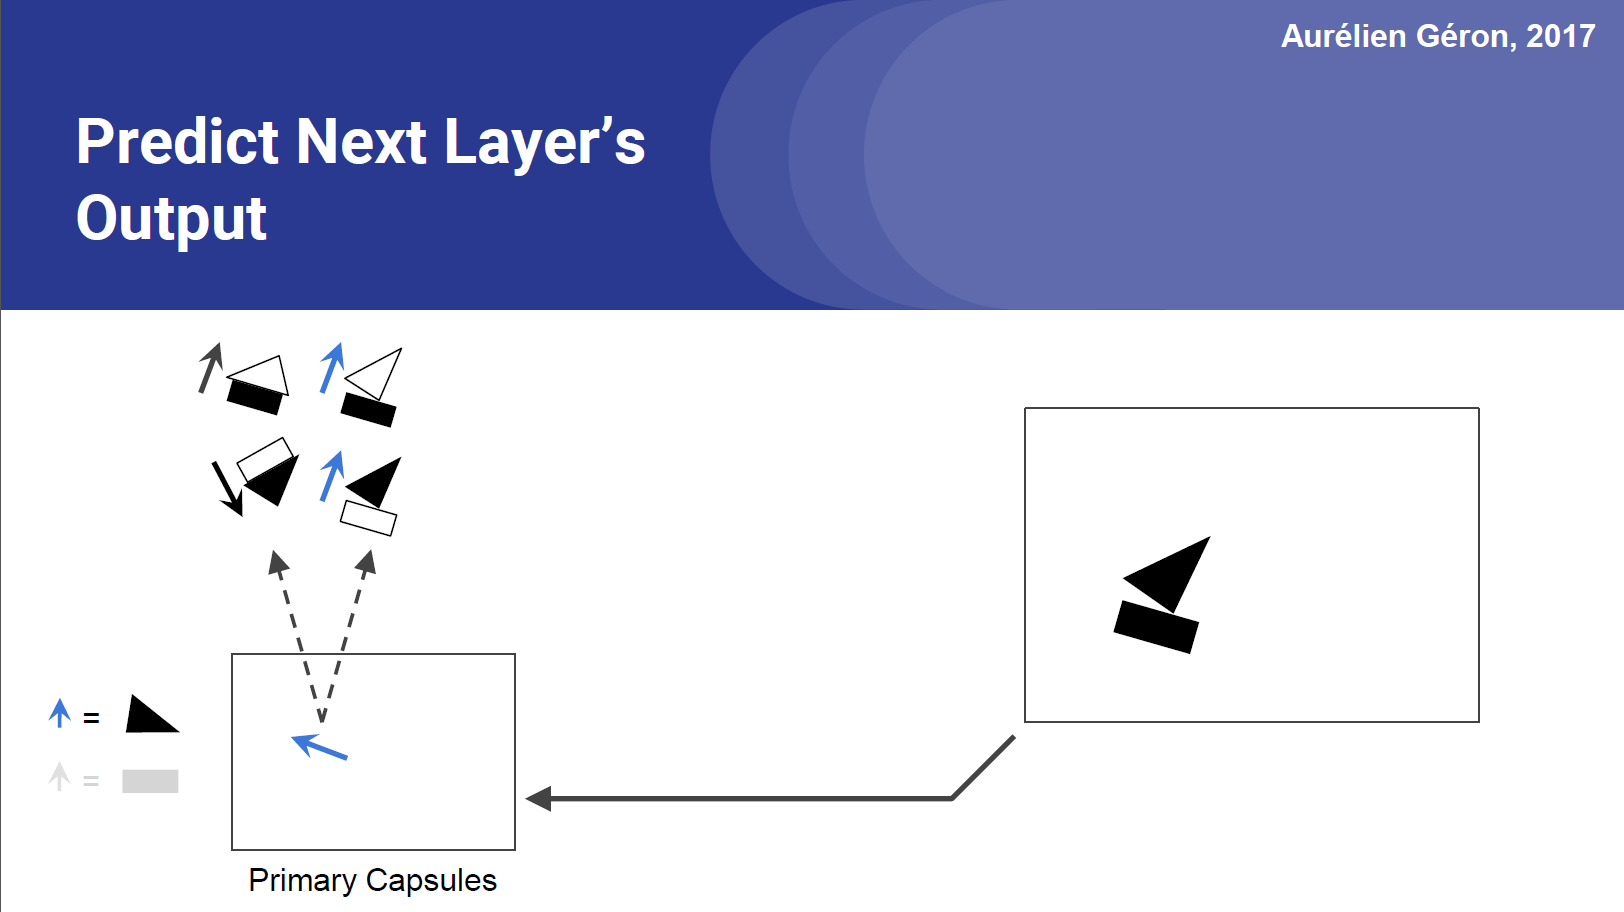 Aurélien Géron, 2017
Predict Next Layer’s
Output
=
=
Primary Capsules